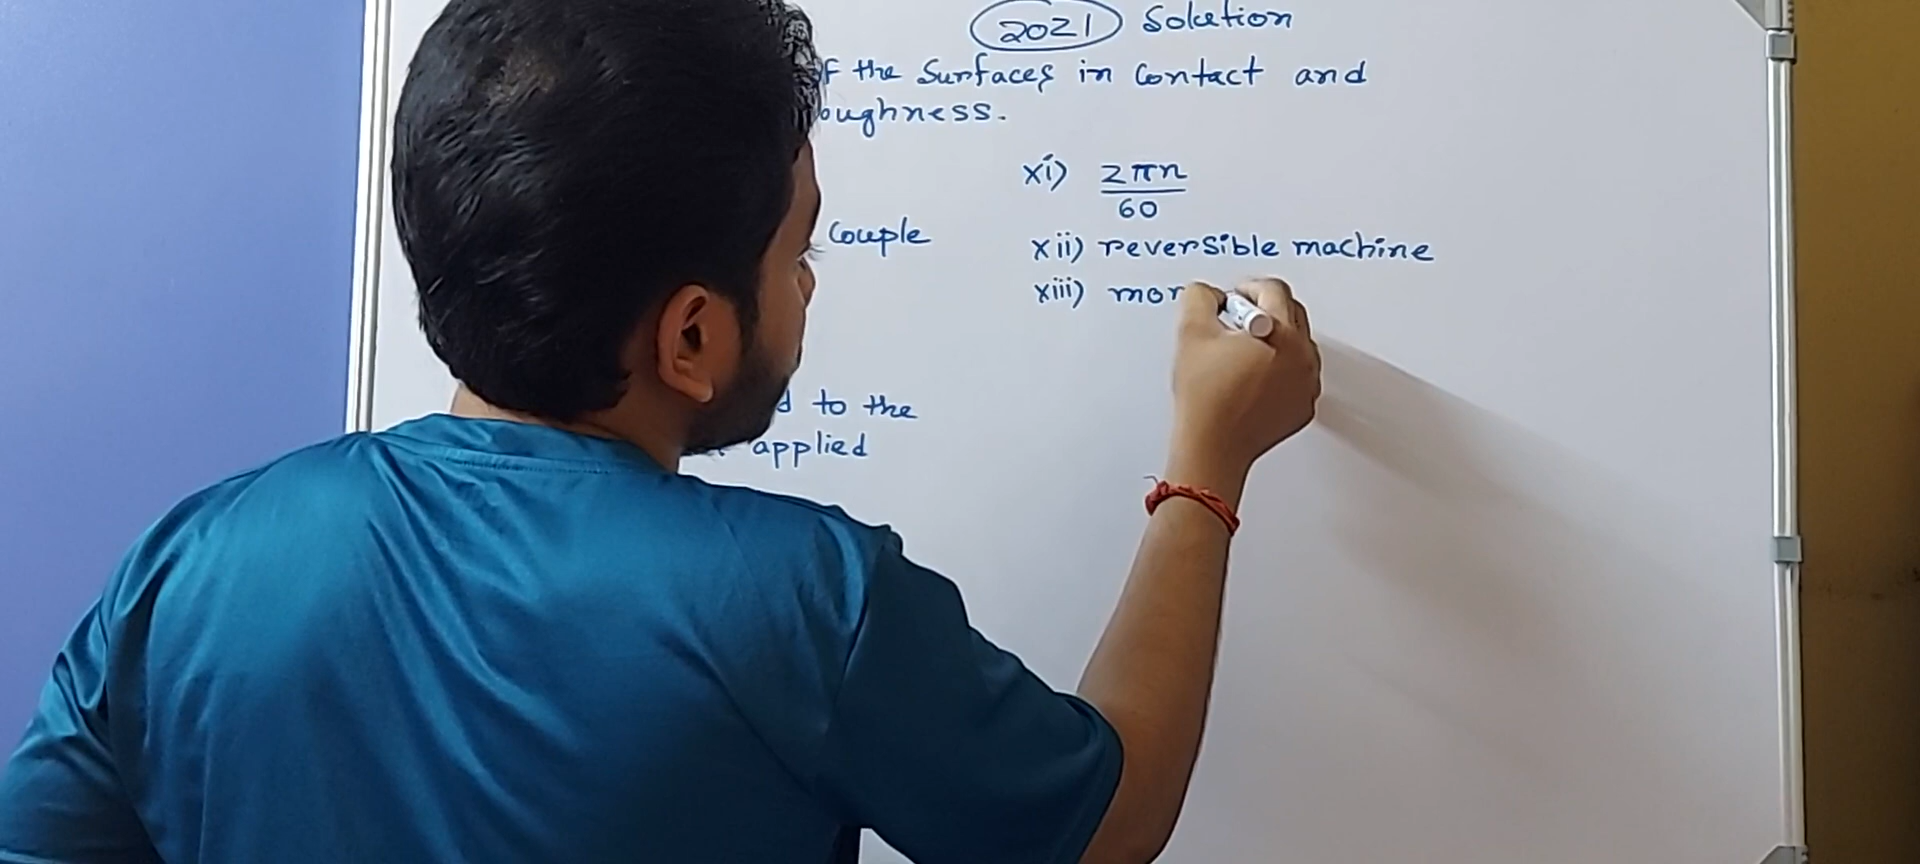 2021 Solution
of the Surfaces in Contact and
oughness.
Couple
to the
applied
xi) 2πn
60
xii) reversible machine
xiii) mor